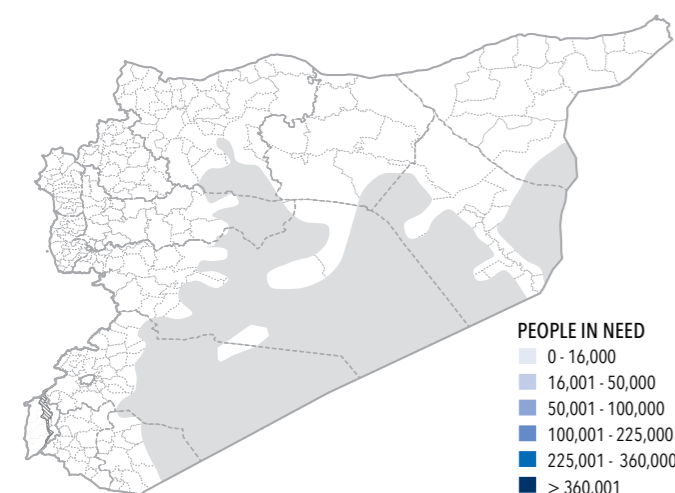 PEOPLE IN NEED
0 - 16,000
16,001 - 50,000
50,001 - 100,000
100,001 - 225,000
225,001 - 360,000
> 360,001